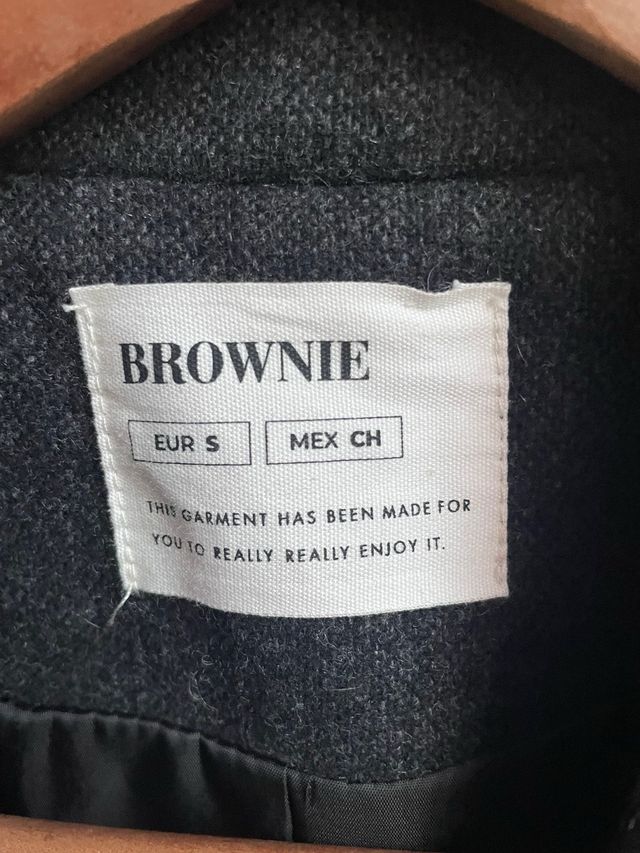 BROWNIE
EUR S MEX CH
THIS GARMENT HAS BEEN MADE FOR
YOU TO REALLY REALLY ENJOY IT.